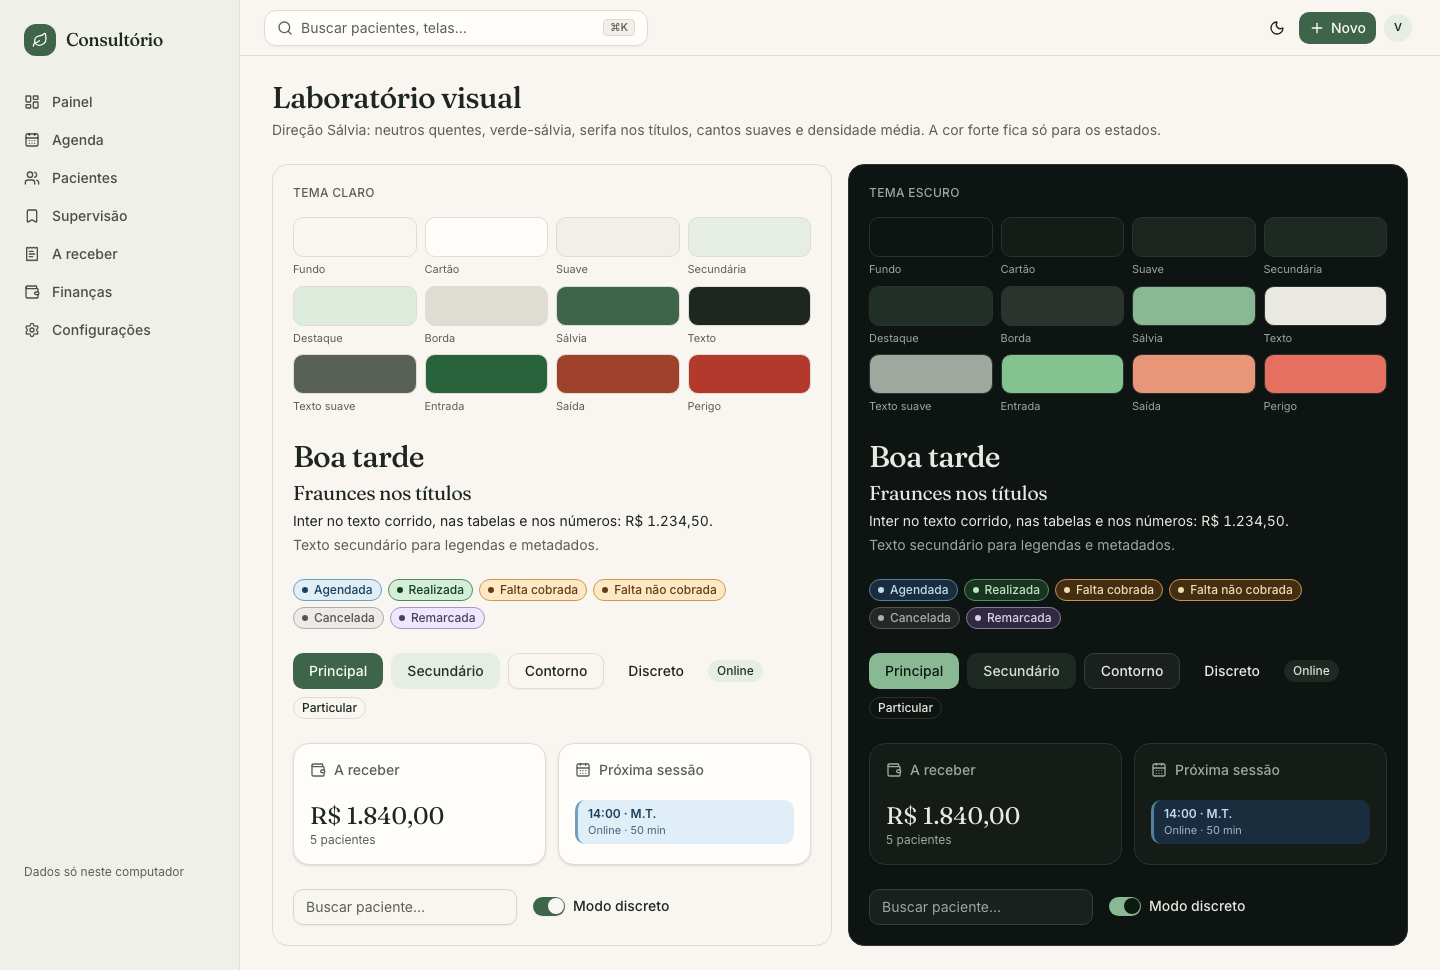 Consultório
Buscar pacientes, telas...
⌘K
Novo
V
Painel
Agenda
Pacientes
Supervisão
A receber
Finanças
Configurações
Dados só neste computador
Laboratório visual
Direção Sálvia: neutros quentes, verde-sálvia, serifa nos títulos, cantos suaves e densidade média. A cor forte fica só para os estados.
TEMA CLARO
Fundo
Cartão
Suave
Secundária
Destaque
Borda
Sálvia
Texto
Texto suave
Entrada
Saída
Perigo
Boa tarde
Fraunces nos títulos
Inter no texto corrido, nas tabelas e nos números: R$ 1.234,50.
Texto secundário para legendas e metadados.
Agendada
Realizada
Falta cobrada
Falta não cobrada
Cancelada
Remarcada
Principal
Secundário
Contorno
Discreto
Online
Particular
A receber
R$ 1.840,00
5 pacientes
Próxima sessão
14:00 · M.T.
Online · 50 min
Buscar paciente...
Modo discreto
TEMA ESCURO
Fundo
Cartão
Suave
Secundária
Destaque
Borda
Sálvia
Texto
Texto suave
Entrada
Saída
Perigo
Boa tarde
Fraunces nos títulos
Inter no texto corrido, nas tabelas e nos números: R$ 1.234,50.
Texto secundário para legendas e metadados.
Agendada
Realizada
Falta cobrada
Falta não cobrada
Cancelada
Remarcada
Principal
Secundário
Contorno
Discreto
Online
Particular
A receber
R$ 1.840,00
5 pacientes
Próxima sessão
14:00 · M.T.
Online · 50 min
Buscar paciente...
Modo discreto